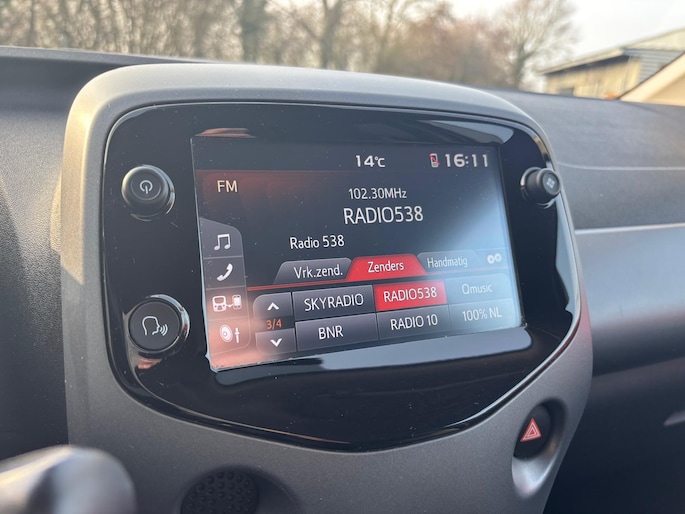 14°C 16:11
FM
102.30MHz
RADIO538
Radio 538
Vrk.zend. Zenders Handmatig
3/4 SKYRADIO RADIO538 Qmusic
BNR RADIO 10 100% NL